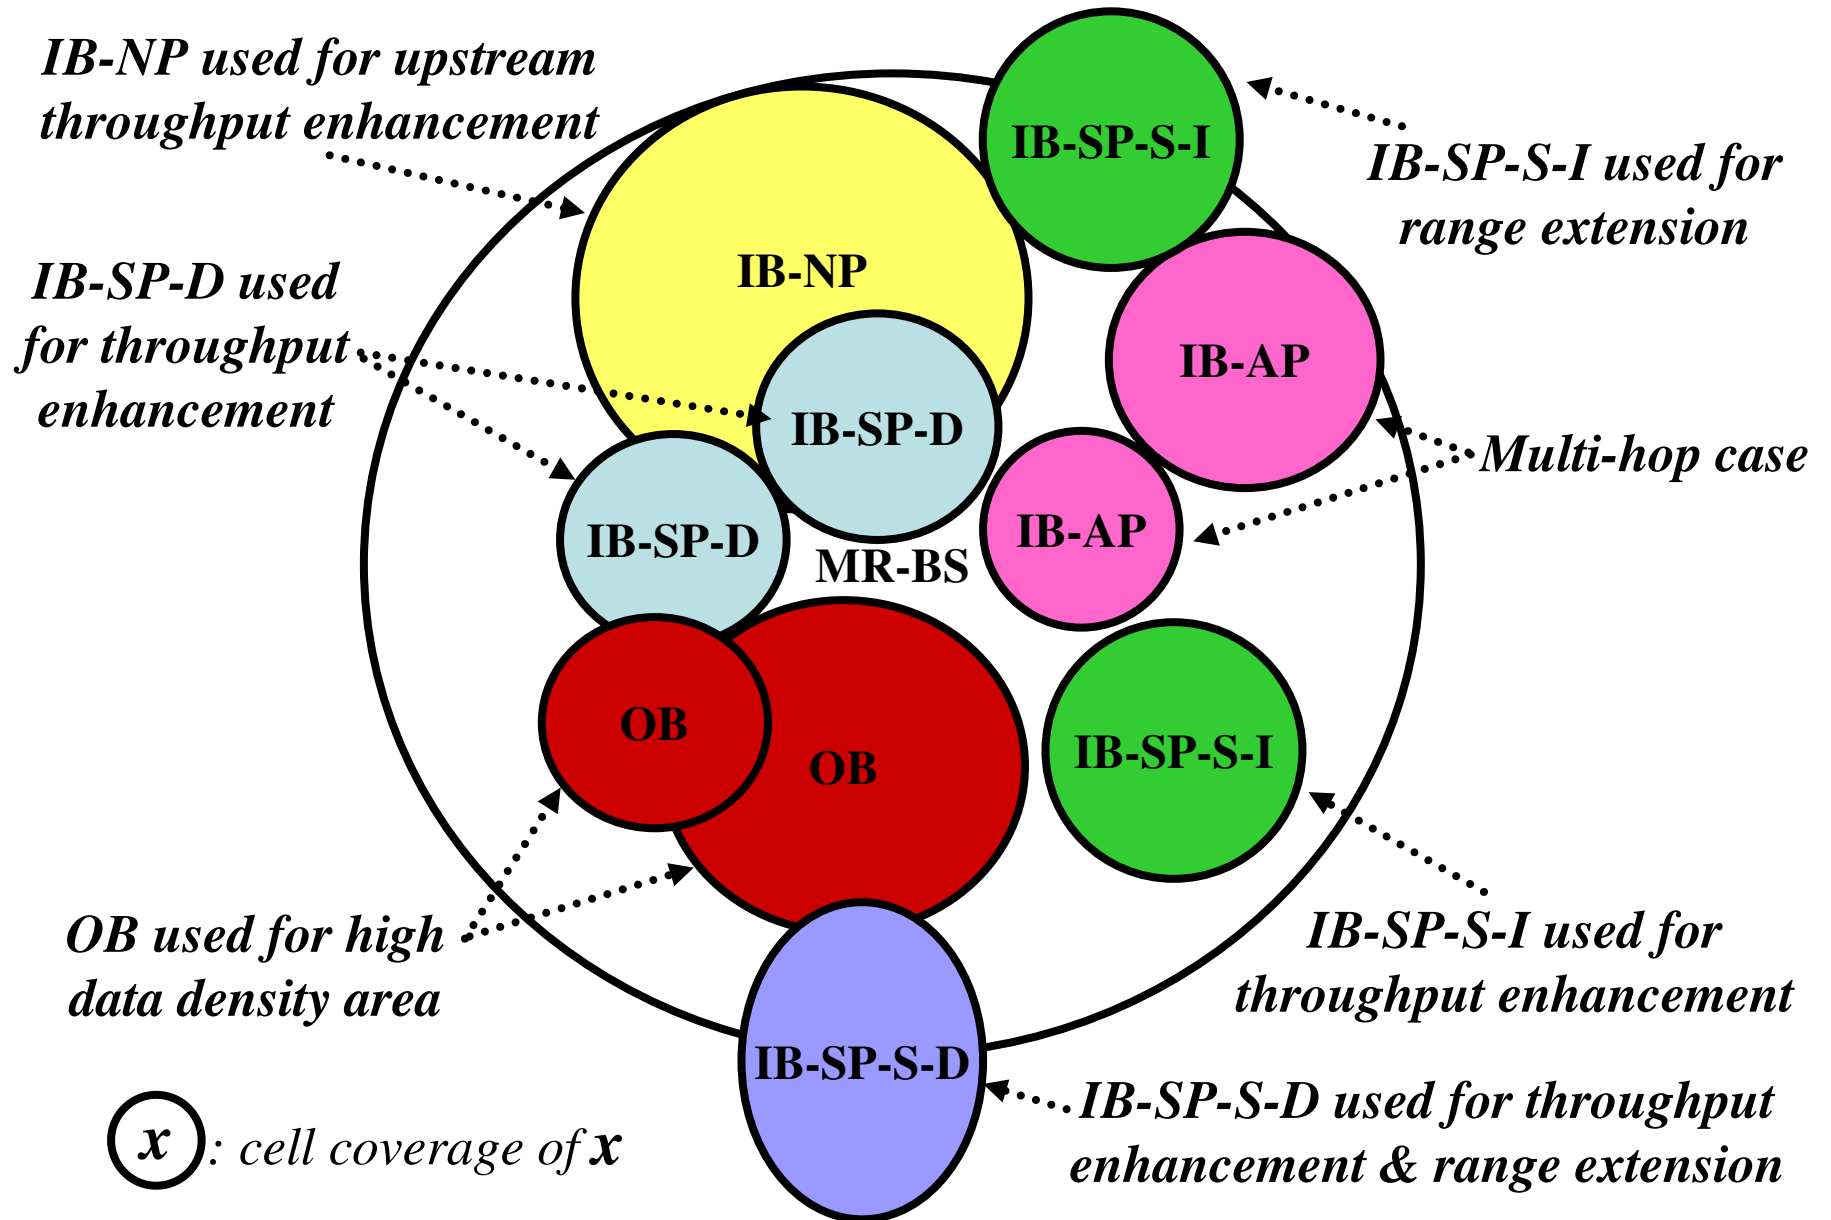 IB-NP used for upstream
throughput enhancement
IB-SP-S-I
IB-SP-S-I used for
range extension
IB-NP
IB-SP-D used
for throughput
enhancement
IB-AP
IB-SP-D
Multi-hop case
IB-SP-D
IB-AP
MR-BS
OB
OB
IB-SP-S-I
OB used for high
data density area
IB-SP-S-I used for
throughput enhancement
IB-SP-S-D
IB-SP-S-D used for throughput
enhancement & range extension
x : cell coverage of x